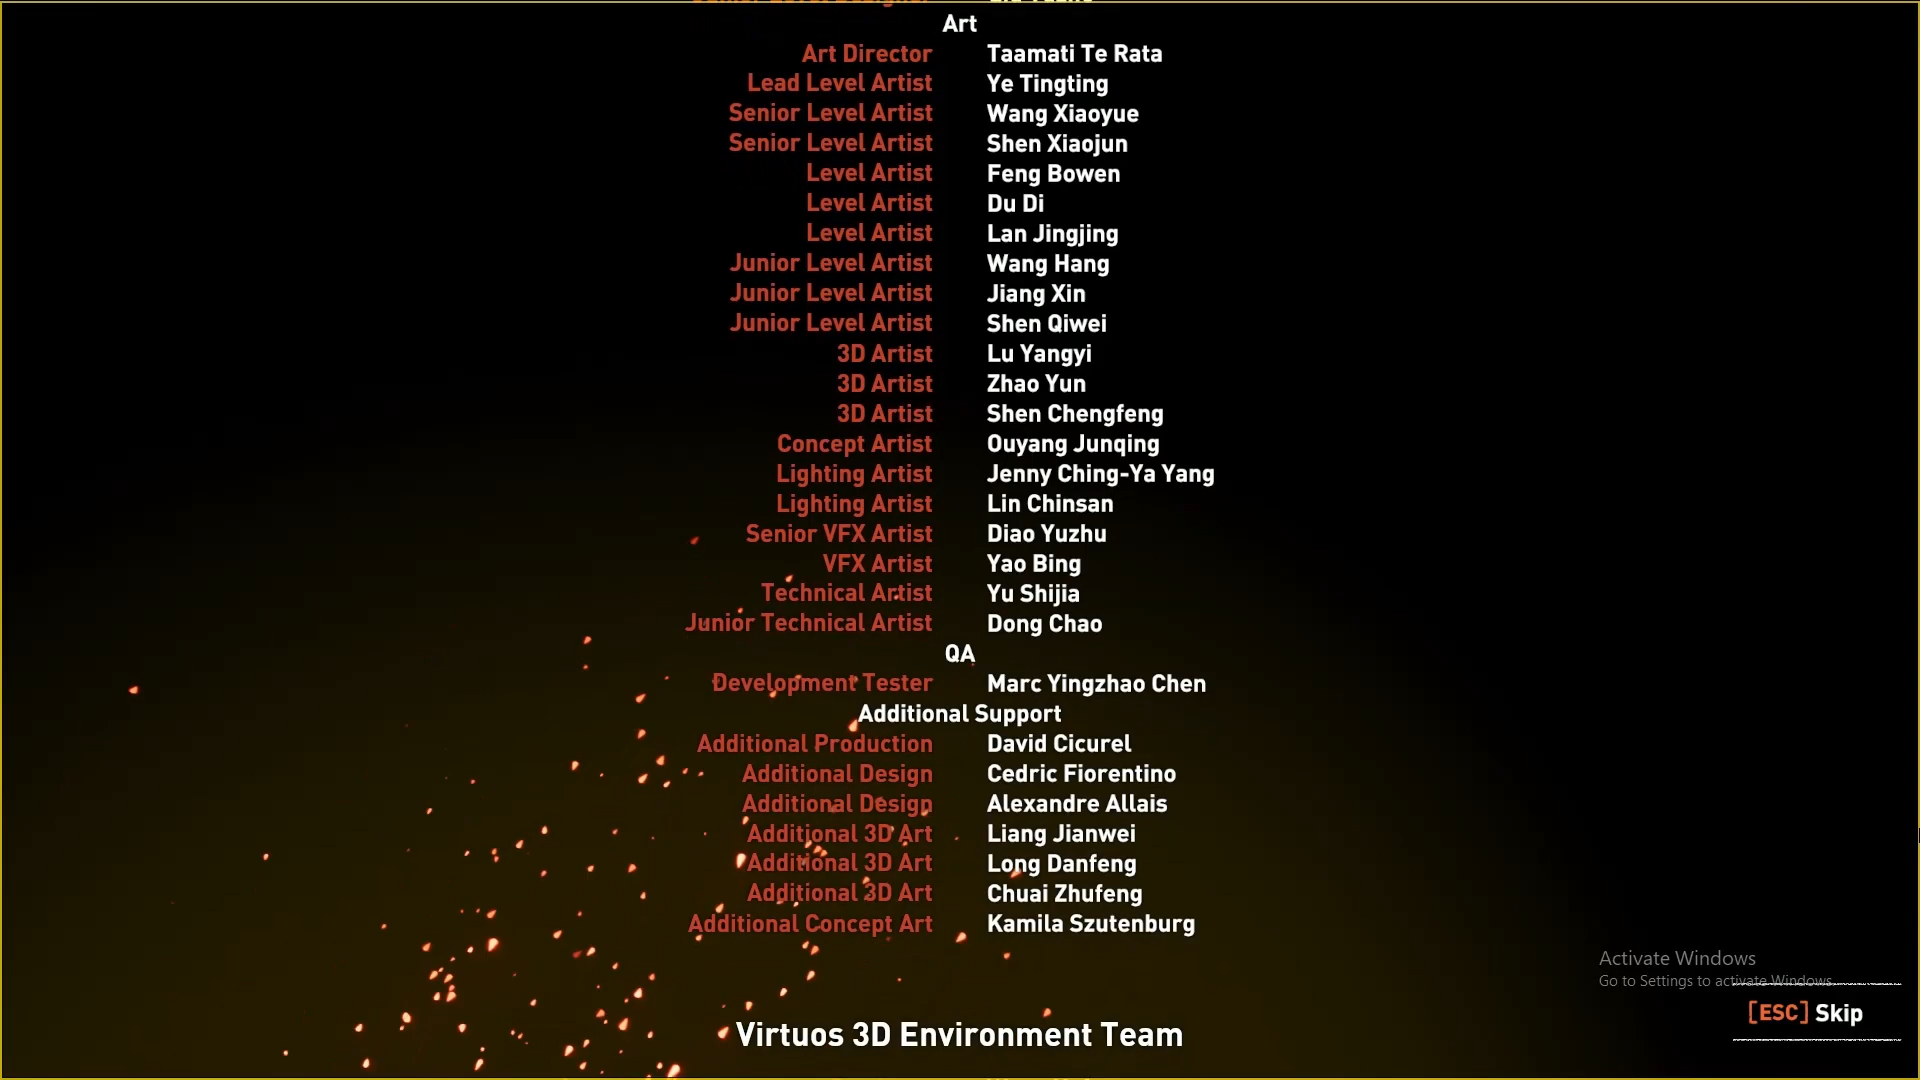 Art
Art Director Taamati Te Rata
Lead Level Artist Ye Tingting
Senior Level Artist Wang Xiaoyue
Senior Level Artist Shen Xiaojun
Level Artist Feng Bowen
Level Artist Du Di
Level Artist Lan Jingjing
Junior Level Artist Wang Hang
Junior Level Artist Jiang Xin
Junior Level Artist Shen Qiwei
3D Artist Lu Yangyi
3D Artist Zhao Yun
3D Artist Shen Chengfeng
Concept Artist Ouyang Junqing
Lighting Artist Jenny Ching-Ya Yang
Lighting Artist Lin Chinsan
Senior VFX Artist Diao Yuzhu
VFX Artist Yao Bing
Technical Artist Yu Shijia
Junior Technical Artist Dong Chao
QA
Development Tester Marc Yingzhao Chen
Additional Support
Additional Production David Cicurel
Additional Design Cedric Fiorentino
Additional Design Alexandre Allais
Additional 3D Art Liang Jianwei
Additional 3D Art Long Danfeng
Additional 3D Art Chuai Zhufeng
Additional Concept Art Kamila Szutenburg
Activate Windows
Go to Settings to activate Windows.
[ESC] Skip
Virtuos 3D Environment Team